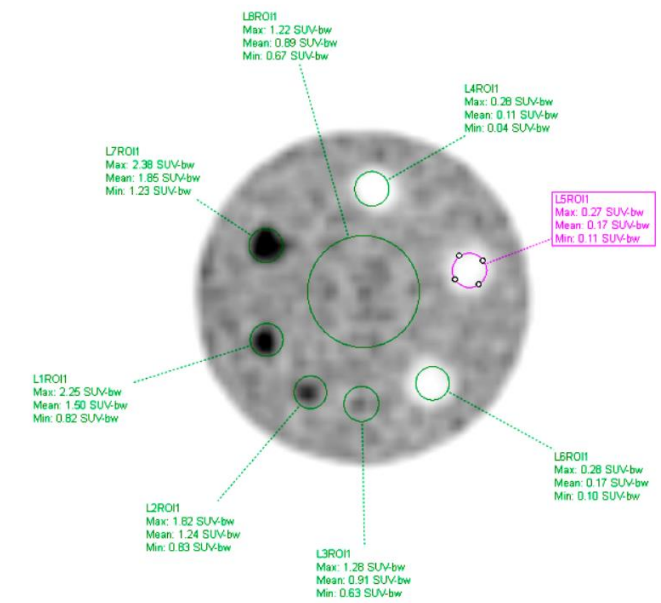 L8ROI1
Max: 1.22 SUV-bw
Mean: 0.89 SUV-bw
Min: 0.67 SUV-bw
L4ROI1
Max: 0.28 SUV-bw
Mean: 0.11 SUV-bw
Min: 0.04 SUV-bw
L7ROI1
Max: 2.38 SUV-bw
Mean: 1.85 SUV-bw
Min: 1.23 SUV-bw
L5ROI1
Max: 0.27 SUV-bw
Mean: 0.17 SUV-bw
Min: 0.11 SUV-bw
L1ROI1
Max: 2.25 SUV-bw
Mean: 1.50 SUV-bw
Min: 0.82 SUV-bw
L6ROI1
Max: 0.28 SUV-bw
Mean: 0.17 SUV-bw
Min: 0.10 SUV-bw
L2ROI1
Max: 1.82 SUV-bw
Mean: 1.24 SUV-bw
Min: 0.83 SUV-bw
L3ROI1
Max: 1.28 SUV-bw
Mean: 0.91 SUV-bw
Min: 0.63 SUV-bw